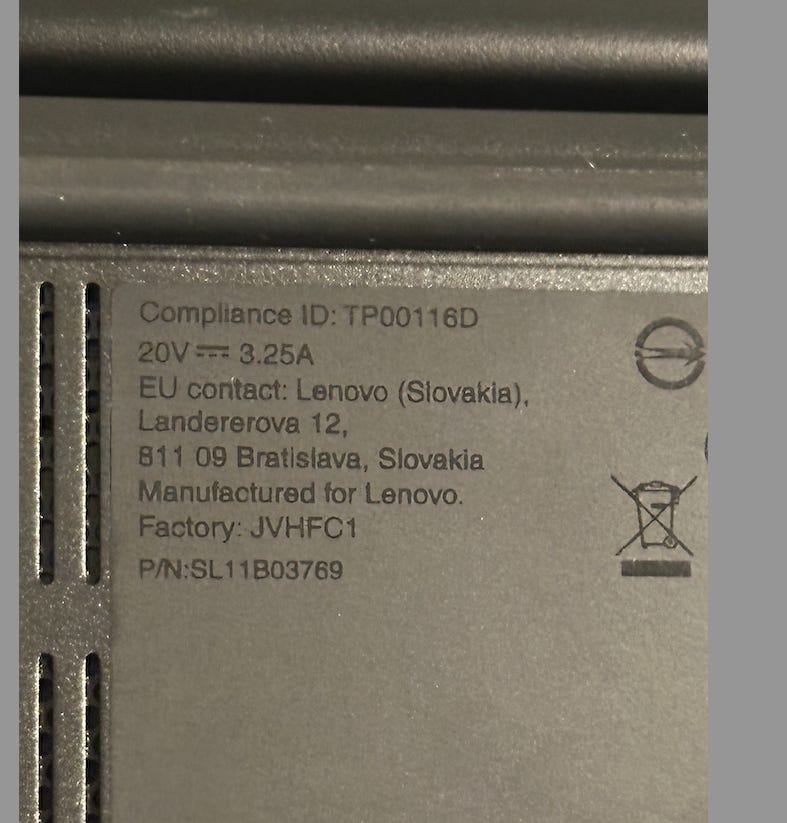 Compliance ID: TP00116D
20V⎓ 3.25A
EU contact: Lenovo (Slovakia),
Landererova 12,
811 09 Bratislava, Slovakia
Manufactured for Lenovo.
Factory: JVHFC1
P/N:SL11B03769